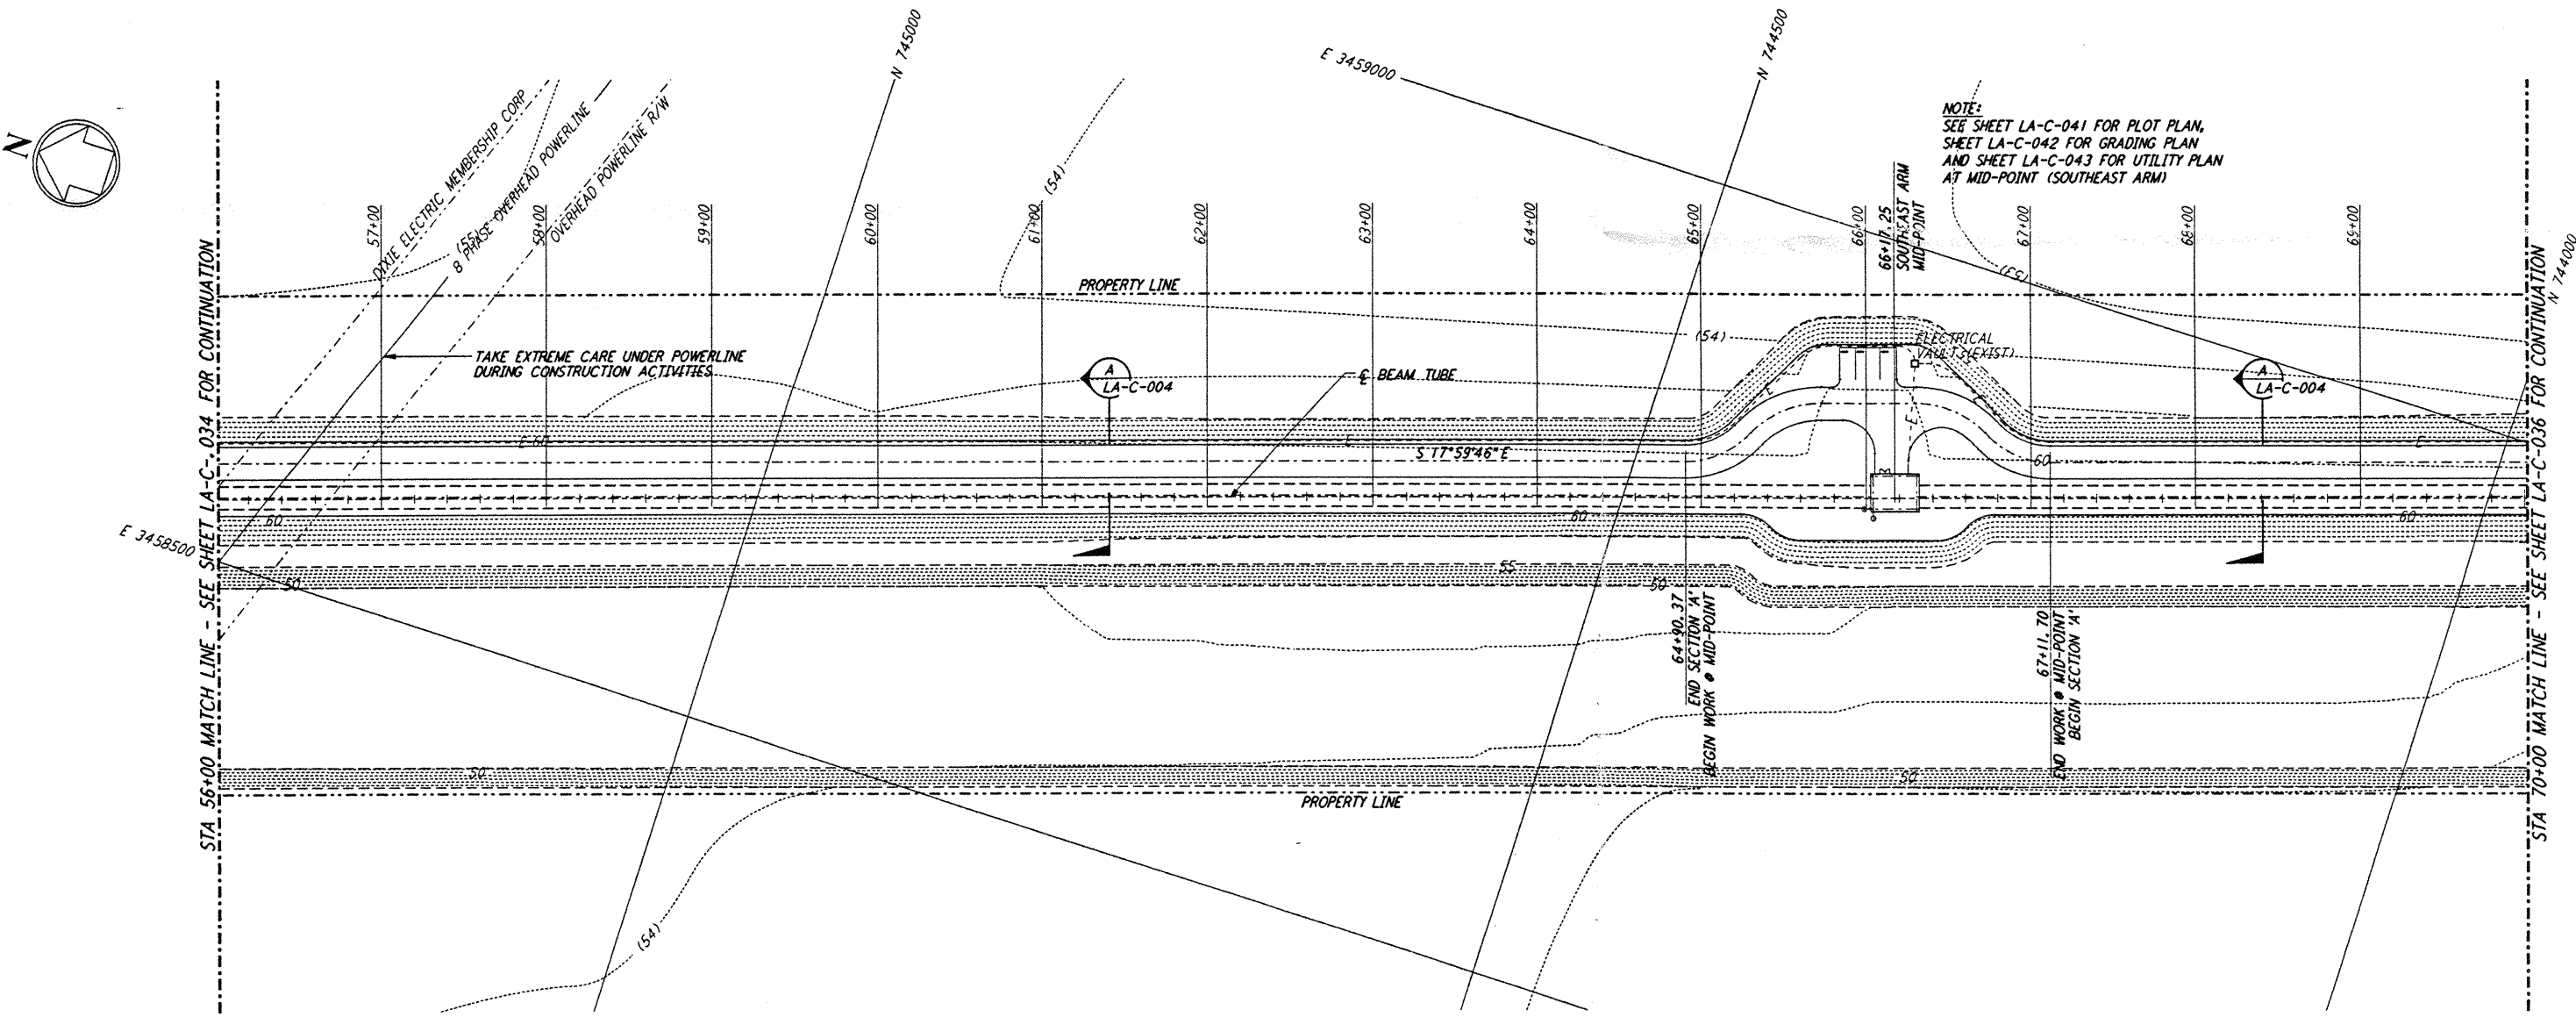 N
N 745000
E 3459000
N 744500
N 744000
NOTE:
SEE SHEET LA-C-041 FOR PLOT PLAN,
SHEET LA-C-042 FOR GRADING PLAN
AND SHEET LA-C-043 FOR UTILITY PLAN
AT MID-POINT (SOUTHEAST ARM)
DIXIE ELECTRIC MEMBERSHIP CORP
8 PHASE OVERHEAD POWERLINE
OVERHEAD POWERLINE R/W
(55)
(54)
57+00
58+00
59+00
60+00
61+00
62+00
63+00
64+00
65+00
66+00
66+17.25
SOUTHEAST ARM
MID-POINT
67+00
68+00
69+00
PROPERTY LINE
(53)
(54)
TAKE EXTREME CARE UNDER POWERLINE
DURING CONSTRUCTION ACTIVITIES
A
LA-C-004
℄ BEAM TUBE
ELECTRICAL
VAULTS(EXIST)
A
LA-C-004
E 60
E
S 17°59'46" E
E
E
E
60
E
E 3458500
60
60
60
50
55
50
64+90.37
END SECTION 'A'
BEGIN WORK @ MID-POINT
67+11.70
END WORK @ MID-POINT
BEGIN SECTION 'A'
50
50
PROPERTY LINE
(54)
STA 56+00 MATCH LINE - SEE SHEET LA-C-034 FOR CONTINUATION
STA 70+00 MATCH LINE - SEE SHEET LA-C-036 FOR CONTINUATION